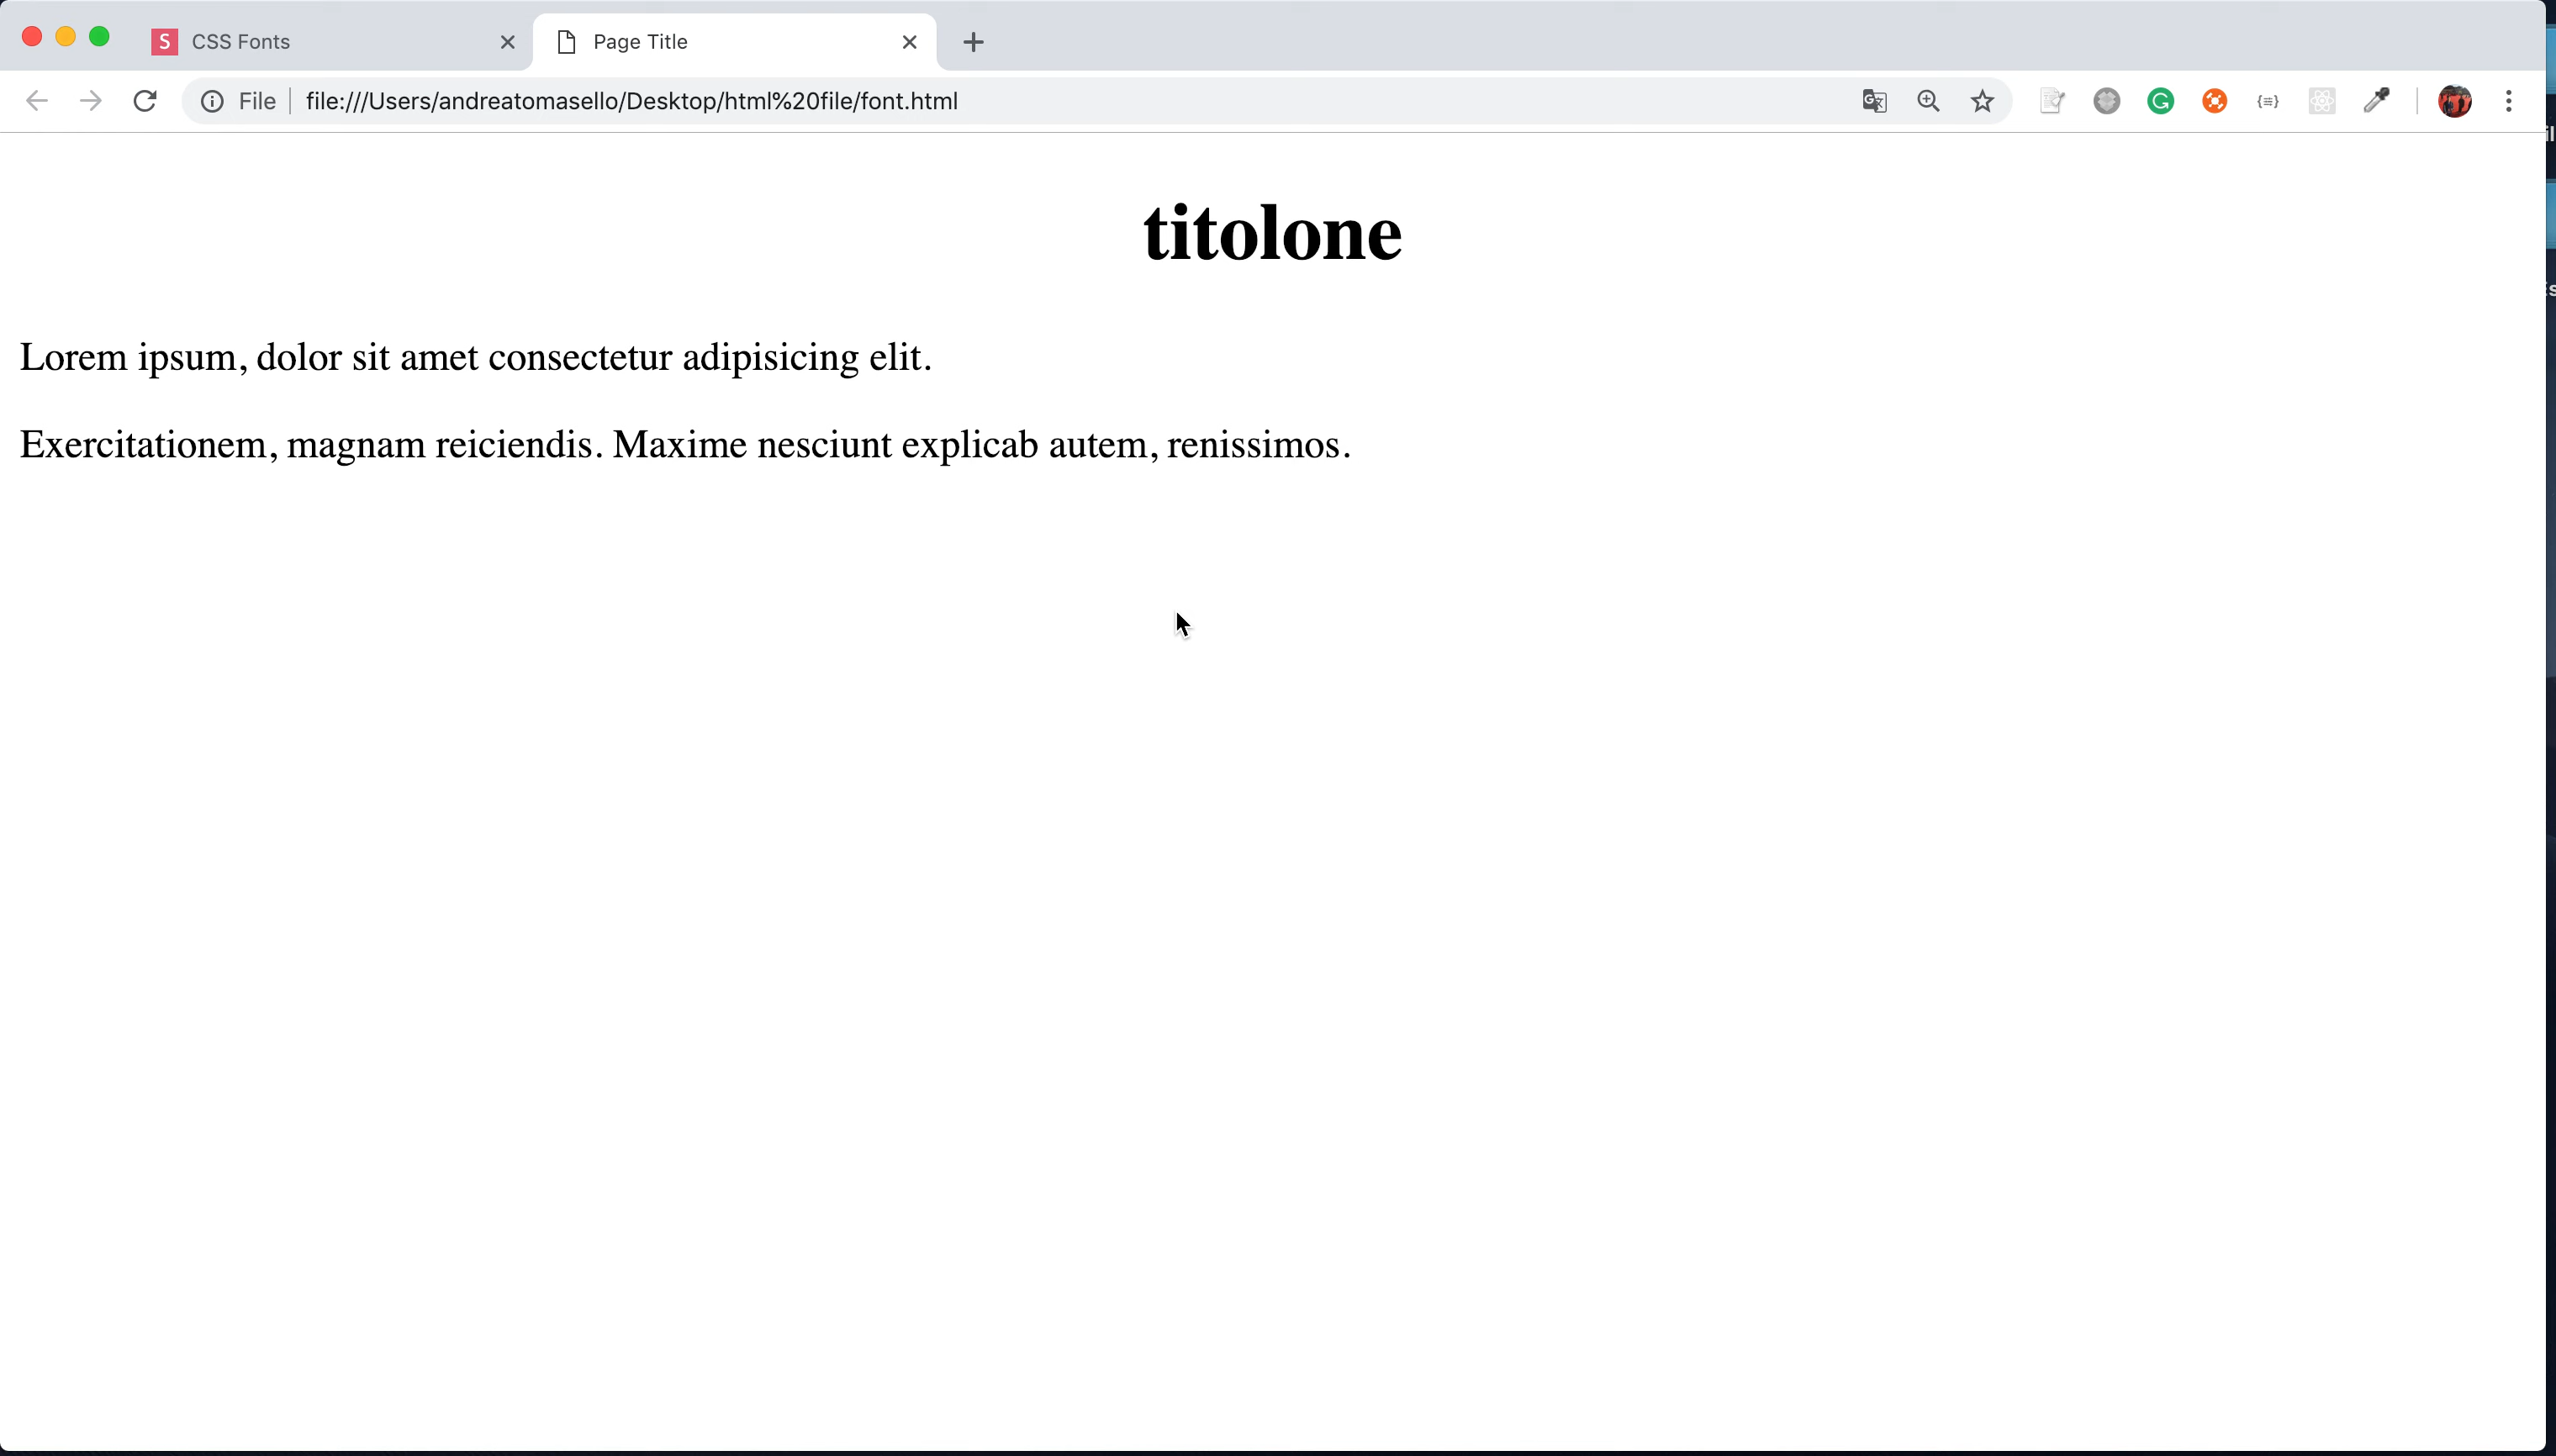 S CSS Fonts
Page Title
File
file:///Users/andreatomasello/Desktop/html%20file/font.html
titolone
Lorem ipsum, dolor sit amet consectetur adipisicing elit.
Exercitationem, magnam reiciendis. Maxime nesciunt explicab autem, renissimos.